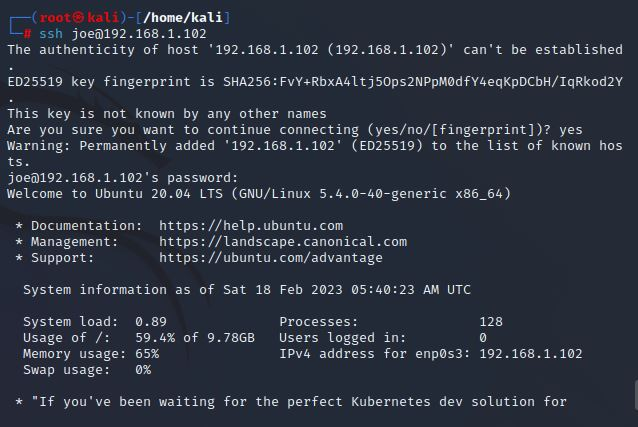 ┌──(root㉿kali)-[/home/kali]
└─# ssh joe@192.168.1.102
The authenticity of host '192.168.1.102 (192.168.1.102)' can't be established
.
ED25519 key fingerprint is SHA256:FvY+RbxA4ltj5Ops2NPpM0dfY4eqKpDCbH/IqRkod2Y
.
This key is not known by any other names
Are you sure you want to continue connecting (yes/no/[fingerprint])? yes
Warning: Permanently added '192.168.1.102' (ED25519) to the list of known hos
ts.
joe@192.168.1.102's password:
Welcome to Ubuntu 20.04 LTS (GNU/Linux 5.4.0-40-generic x86_64)
* Documentation:  https://help.ubuntu.com
* Management:     https://landscape.canonical.com
* Support:        https://ubuntu.com/advantage
System information as of Sat 18 Feb 2023 05:40:23 AM UTC
System load:  0.89              Processes:               128
Usage of /:   59.4% of 9.78GB   Users logged in:         0
Memory usage: 65%               IPv4 address for enp0s3: 192.168.1.102
Swap usage:   0%
* "If you've been waiting for the perfect Kubernetes dev solution for